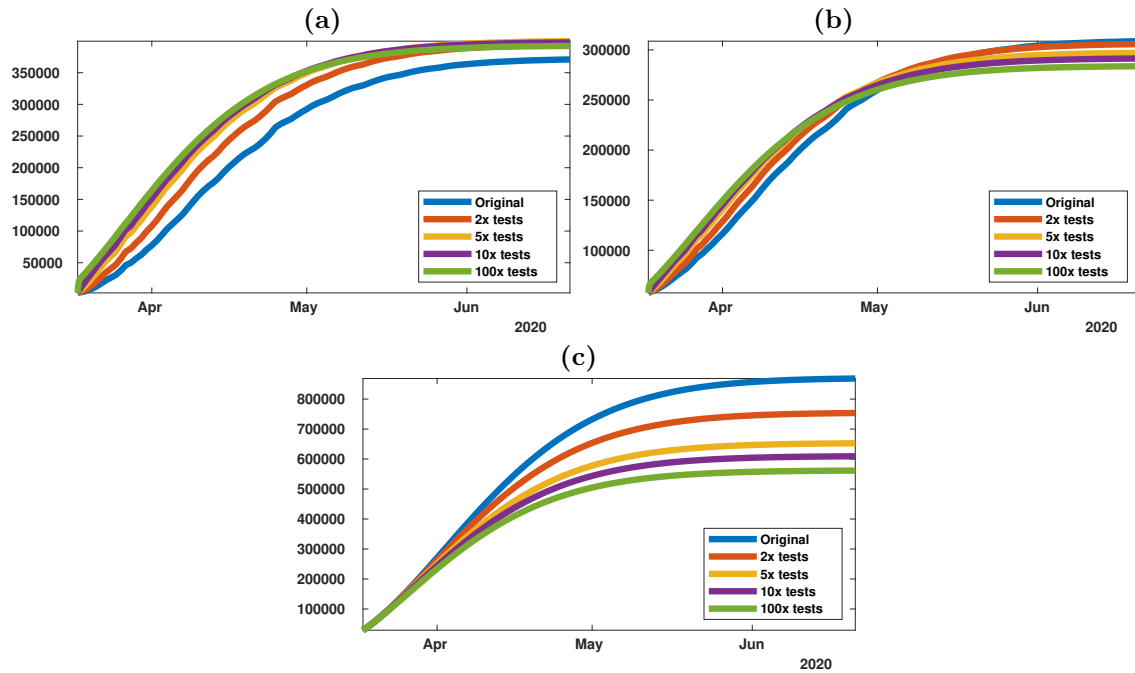 (a)
350000
300000
250000
200000
150000
100000
50000
Original
2x tests
5x tests
10x tests
100x tests
Apr May Jun
2020
(b)
300000
250000
200000
150000
100000
Original
2x tests
5x tests
10x tests
100x tests
Apr May Jun
2020
(c)
800000
700000
600000
500000
400000
300000
200000
100000
Original
2x tests
5x tests
10x tests
100x tests
Apr May Jun
2020